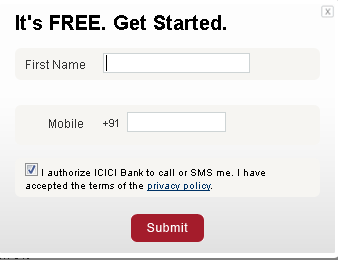 It's FREE. Get Started.
x
First Name
Mobile +91
I authorize ICICI Bank to call or SMS me. I have
accepted the terms of the privacy policy.
Submit